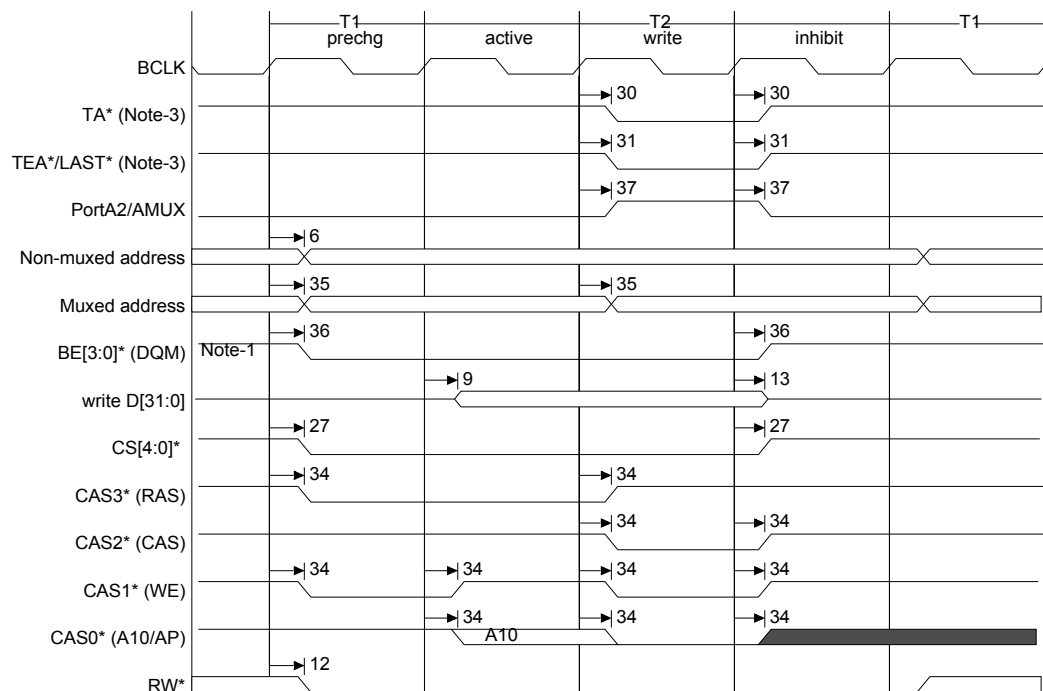 T1 T2 T1
prechg active write inhibit
BCLK
30 30
TA* (Note-3)
31 31
TEA*/LAST* (Note-3)
37 37
PortA2/AMUX
6
Non-muxed address
35 35
Muxed address
36 36
BE[3:0]* (DQM) Note-1
9 13
write D[31:0]
27 27
CS[4:0]*
34 34
CAS3* (RAS)
34 34
CAS2* (CAS)
34 34 34 34
CAS1* (WE)
34 34 34
CAS0* (A10/AP) A10
12
RW*